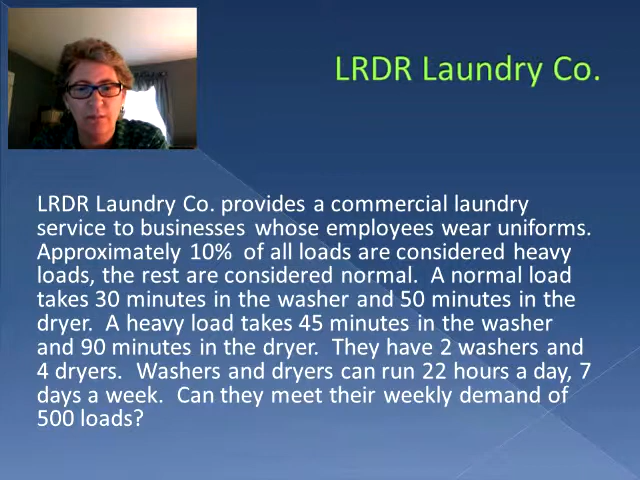 LRDR Laundry Co.
LRDR Laundry Co. provides a commercial laundry
service to businesses whose employees wear uniforms.
Approximately 10% of all loads are considered heavy
loads, the rest are considered normal. A normal load
takes 30 minutes in the washer and 50 minutes in the
dryer. A heavy load takes 45 minutes in the washer
and 90 minutes in the dryer. They have 2 washers and
4 dryers. Washers and dryers can run 22 hours a day, 7
days a week. Can they meet their weekly demand of
500 loads?